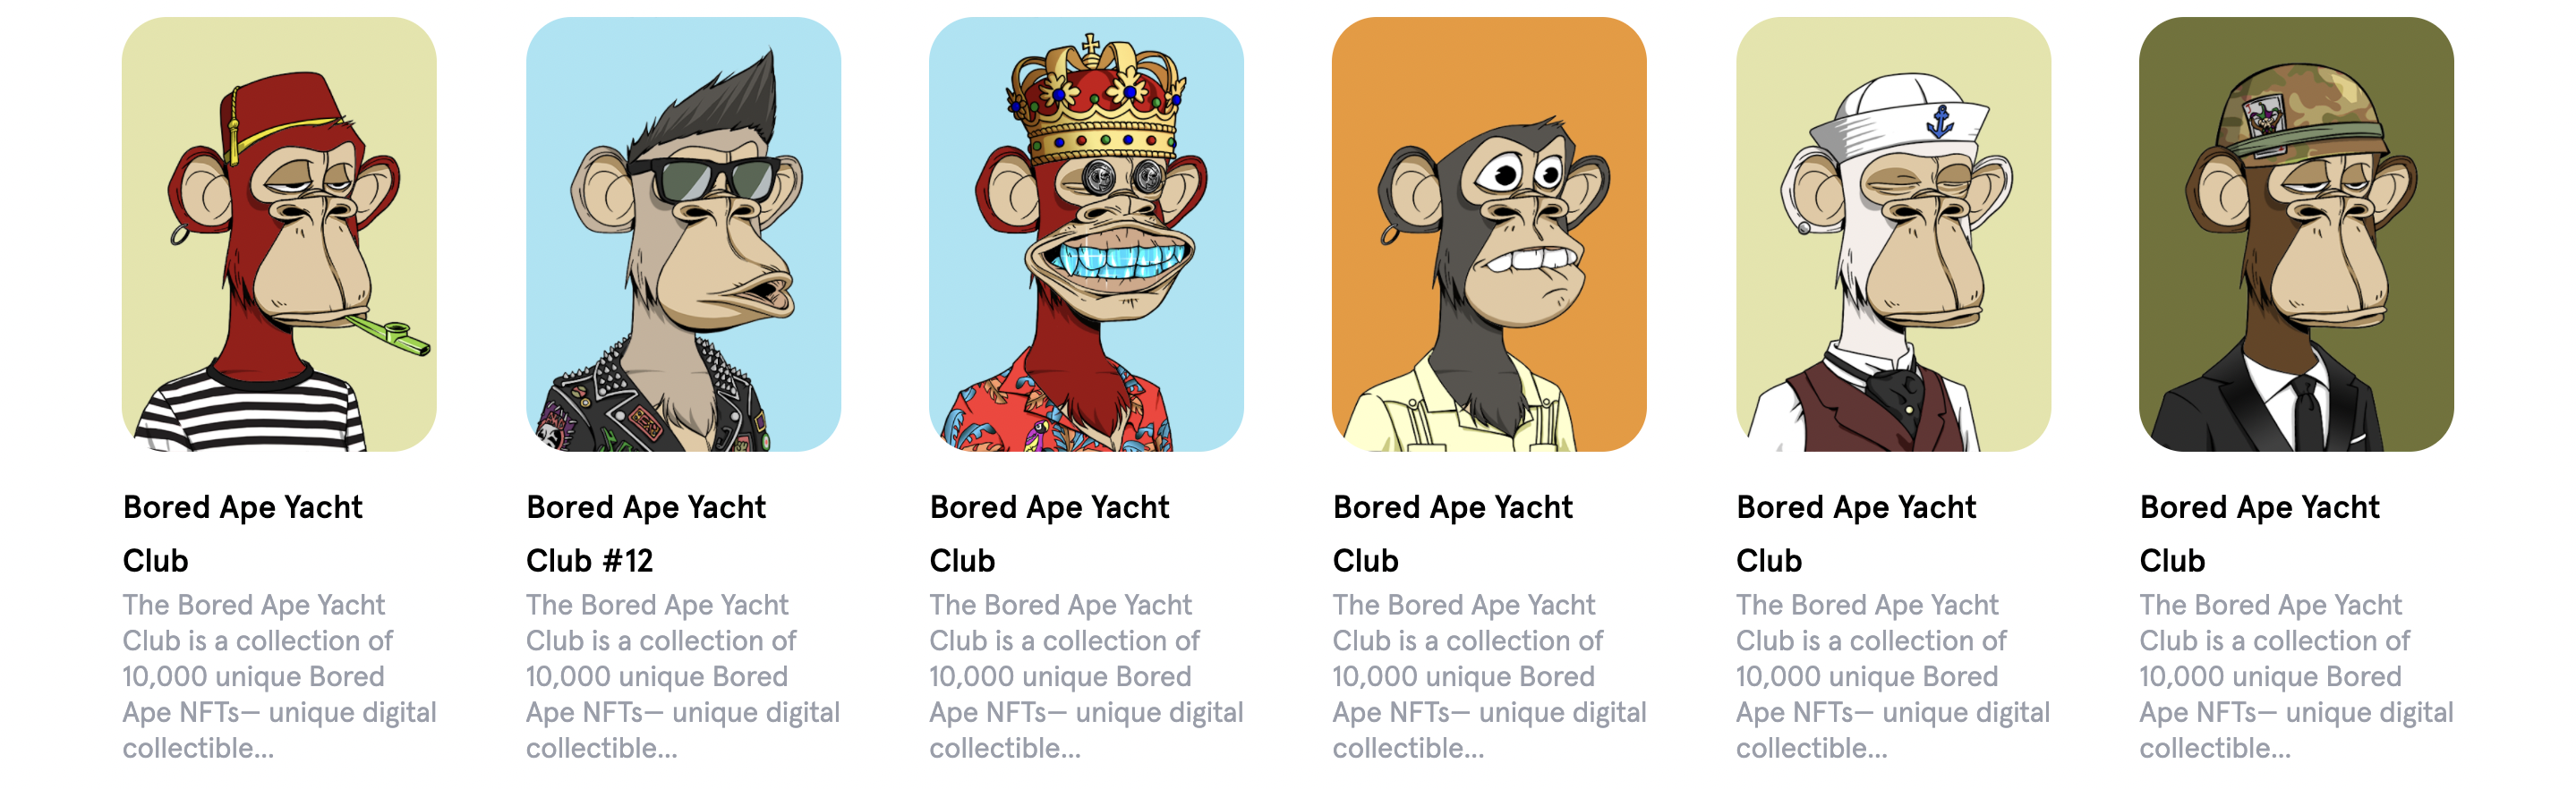 Bored Ape Yacht
Club
The Bored Ape Yacht
Club is a collection of
10,000 unique Bored
Ape NFTs— unique digital
collectible...
Bored Ape Yacht
Club #12
The Bored Ape Yacht
Club is a collection of
10,000 unique Bored
Ape NFTs— unique digital
collectible...
Bored Ape Yacht
Club
The Bored Ape Yacht
Club is a collection of
10,000 unique Bored
Ape NFTs— unique digital
collectible...
Bored Ape Yacht
Club
The Bored Ape Yacht
Club is a collection of
10,000 unique Bored
Ape NFTs— unique digital
collectible...
Bored Ape Yacht
Club
The Bored Ape Yacht
Club is a collection of
10,000 unique Bored
Ape NFTs— unique digital
collectible...
Bored Ape Yacht
Club
The Bored Ape Yacht
Club is a collection of
10,000 unique Bored
Ape NFTs— unique digital
collectible...